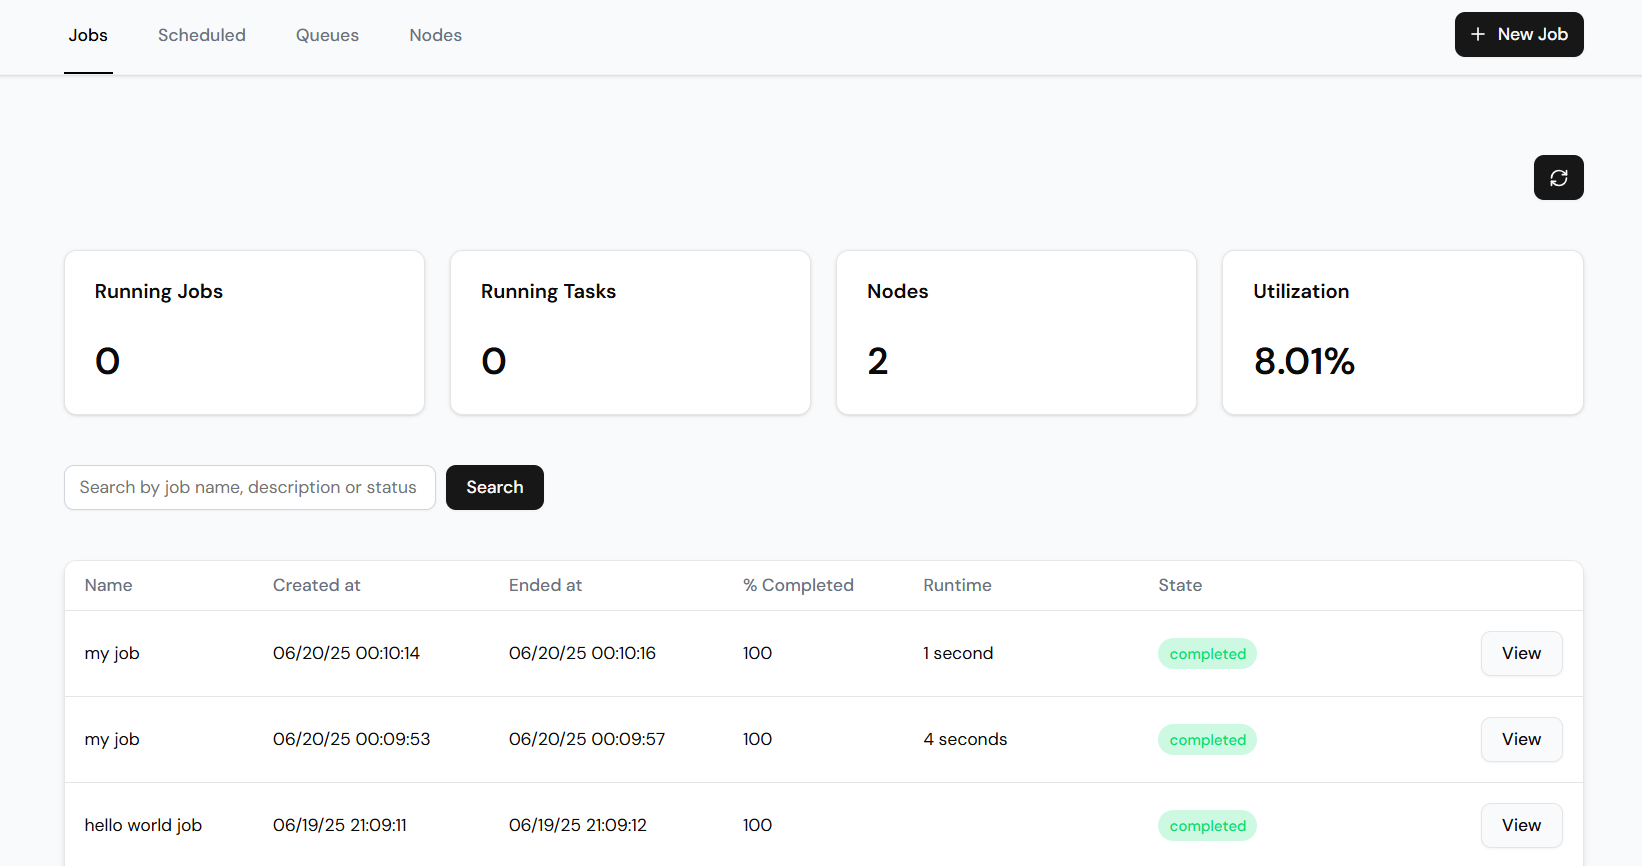 Jobs Scheduled Queues Nodes + New Job
Running Jobs Running Tasks Nodes Utilization
0 0 2 8.01%
Search by job name, description or status Search
Name Created at Ended at % Completed Runtime State
my job 06/20/25 00:10:14 06/20/25 00:10:16 100 1 second completed View
my job 06/20/25 00:09:53 06/20/25 00:09:57 100 4 seconds completed View
hello world job 06/19/25 21:09:11 06/19/25 21:09:12 100 completed View